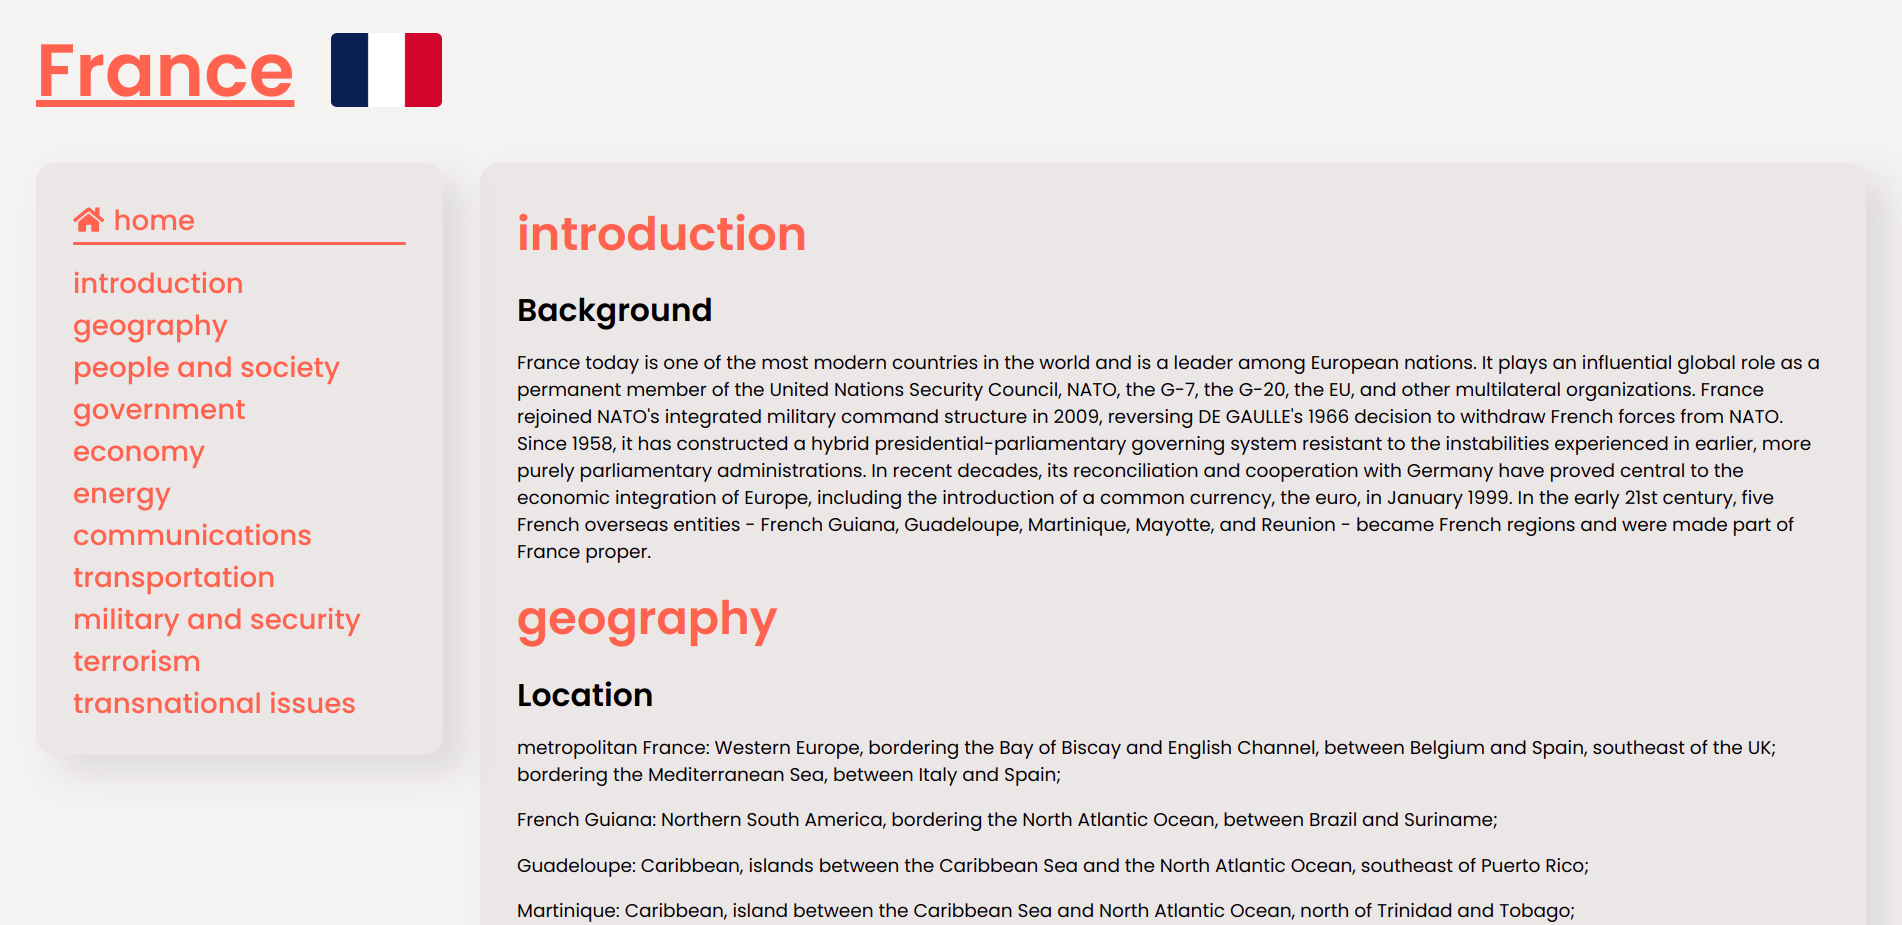 France
home
introduction
geography
people and society
government
economy
energy
communications
transportation
military and security
terrorism
transnational issues
introduction
Background
France today is one of the most modern countries in the world and is a leader among European nations. It plays an influential global role as a
permanent member of the United Nations Security Council, NATO, the G-7, the G-20, the EU, and other multilateral organizations. France
rejoined NATO's integrated military command structure in 2009, reversing DE GAULLE's 1966 decision to withdraw French forces from NATO.
Since 1958, it has constructed a hybrid presidential-parliamentary governing system resistant to the instabilities experienced in earlier, more
purely parliamentary administrations. In recent decades, its reconciliation and cooperation with Germany have proved central to the
economic integration of Europe, including the introduction of a common currency, the euro, in January 1999. In the early 21st century, five
French overseas entities - French Guiana, Guadeloupe, Martinique, Mayotte, and Reunion - became French regions and were made part of
France proper.
geography
Location
metropolitan France: Western Europe, bordering the Bay of Biscay and English Channel, between Belgium and Spain, southeast of the UK;
bordering the Mediterranean Sea, between Italy and Spain;
French Guiana: Northern South America, bordering the North Atlantic Ocean, between Brazil and Suriname;
Guadeloupe: Caribbean, islands between the Caribbean Sea and the North Atlantic Ocean, southeast of Puerto Rico;
Martinique: Caribbean, island between the Caribbean Sea and North Atlantic Ocean, north of Trinidad and Tobago;